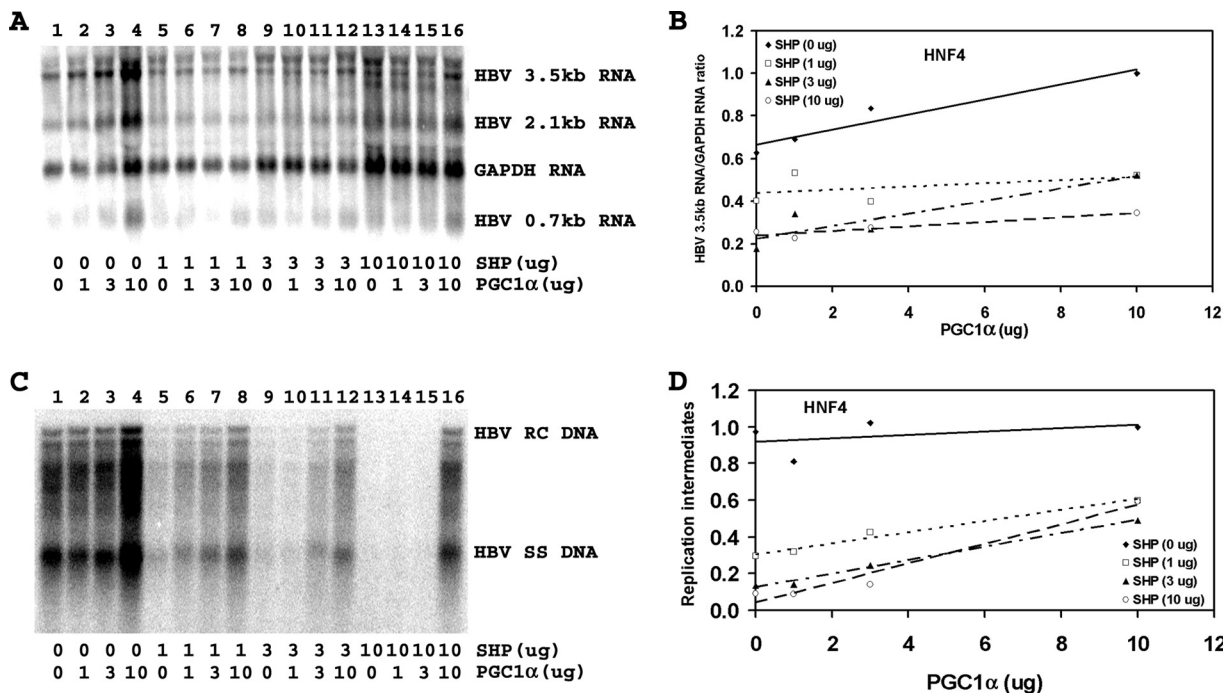 A
1 2 3 4 5 6 7 8 9 10 11 12 13 14 15 16
HBV 3.5kb RNA
HBV 2.1kb RNA
GAPDH RNA
HBV 0.7kb RNA
0 0 0 0 1 1 1 1 3 3 3 3 10 10 10 10 SHP(ug)
0 1 3 10 0 1 3 10 0 1 3 10 0 1 3 10 PGC1α(ug)
B
HNF4
SHP (0 ug)
SHP (1 ug)
SHP (3 ug)
SHP (10 ug)
HBV 3.5kb RNA/GAPDH RNA ratio
1.2
1.0
0.8
0.6
0.4
0.2
0.0
0 2 4 6 8 10 12
PGC1α (ug)
C
1 2 3 4 5 6 7 8 9 10 11 12 13 14 15 16
HBV RC DNA
HBV SS DNA
0 0 0 0 1 1 1 1 3 3 3 3 10 10 10 10 SHP(ug)
0 1 3 10 0 1 3 10 0 1 3 10 0 1 3 10 PGC1α(ug)
D
HNF4
Replication intermediates
1.2
1.0
0.8
0.6
0.4
0.2
0.0
SHP (0 ug)
SHP (1 ug)
SHP (3 ug)
SHP (10 ug)
0 2 4 6 8 10 12
PGC1α (ug)